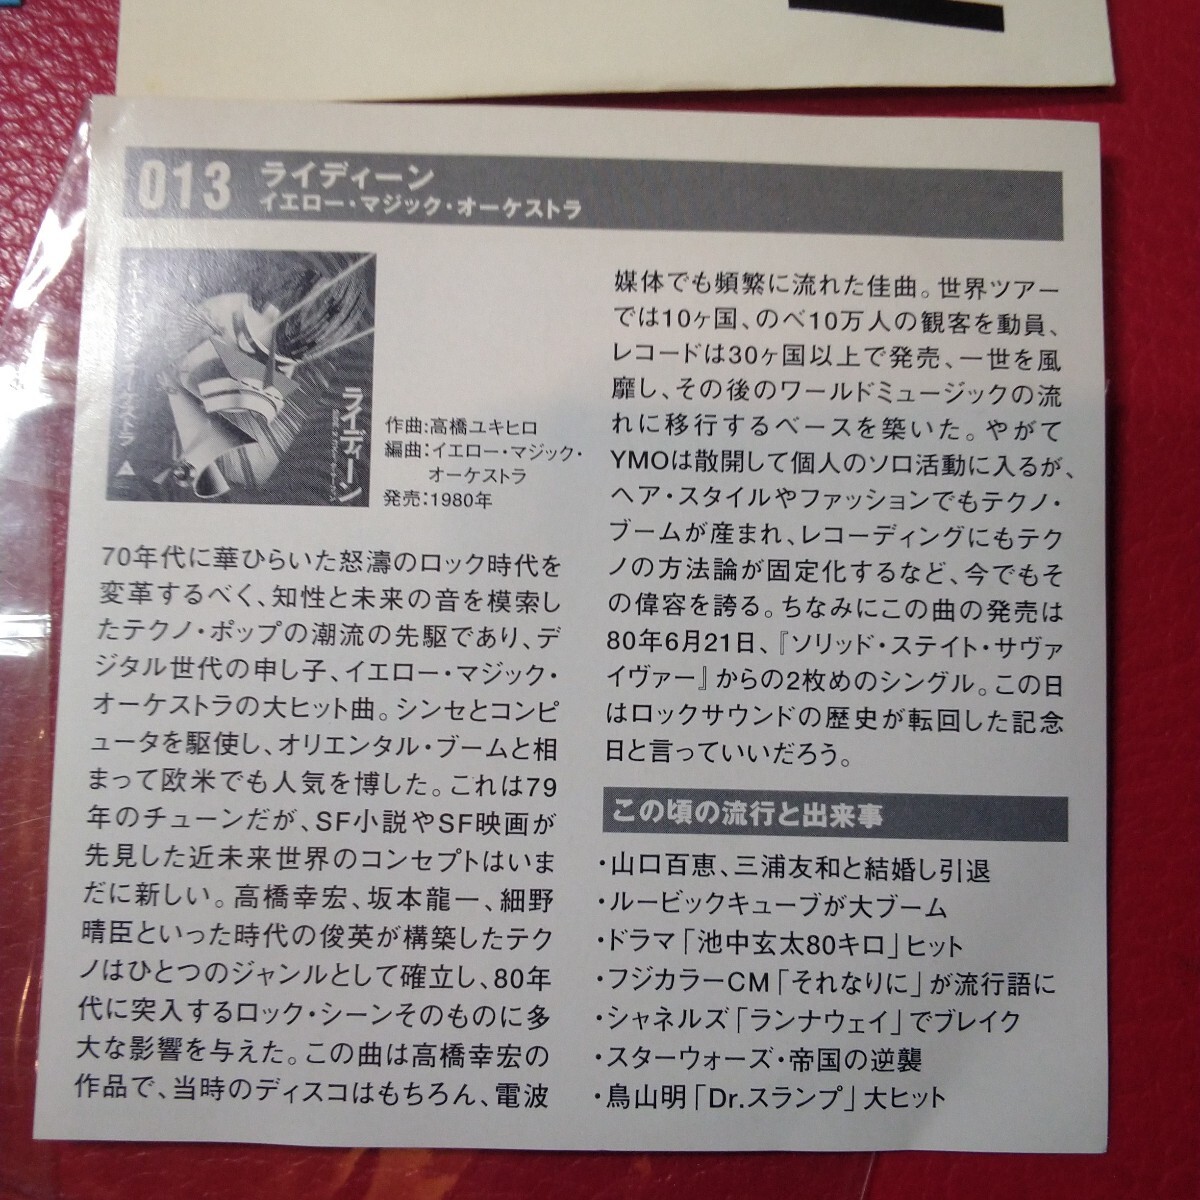 013 ライディーン
イエロー・マジック・オーケストラ
ライディーン
作曲:高橋ユキヒロ
編曲:イエロー・マジック・
オーケストラ
発売:1980年
70年代に華ひらいた怒濤のロック時代を
変革するべく、知性と未来の音を模索し
たテクノ・ポップの潮流の先駆であり、デ
ジタル世代の申し子、イエロー・マジック・
オーケストラの大ヒット曲。シンセとコンピ
ュータを駆使し、オリエンタル・ブームと相
まって欧米でも人気を博した。これは79
年のチューンだが、SF小説やSF映画が
先見した近未来世界のコンセプトはいま
だに新しい。高橋幸宏、坂本龍一、細野
晴臣といった時代の俊英が構築したテク
ノはひとつのジャンルとして確立し、80年
代に突入するロック・シーンそのものに多
大な影響を与えた。この曲は高橋幸宏の
作品で、当時のディスコはもちろん、電波
媒体でも頻繁に流れた佳曲。世界ツアー
では10ヶ国、のべ10万人の観客を動員、
レコードは30ヶ国以上で発売、一世を風
靡し、その後のワールドミュージックの流
れに移行するベースを築いた。やがて
YMOは散開して個人のソロ活動に入るが、
ヘア・スタイルやファッションでもテクノ・
ブームが産まれ、レコーディングにもテク
ノの方法論が固定化するなど、今でもそ
の偉容を誇る。ちなみにこの曲の発売は
80年6月21日、『ソリッド・ステイト・サヴァ
イヴァー』からの2枚めのシングル。この日
はロックサウンドの歴史が転回した記念
日と言っていいだろう。
この頃の流行と出来事
・山口百恵、三浦友和と結婚し引退
・ルービックキューブが大ブーム
・ドラマ「池中玄太80キロ」ヒット
・フジカラーCM「それなりに」が流行語に
・シャネルズ「ランナウェイ」でブレイク
・スターウォーズ・帝国の逆襲
・鳥山明「Dr.スランプ」大ヒット